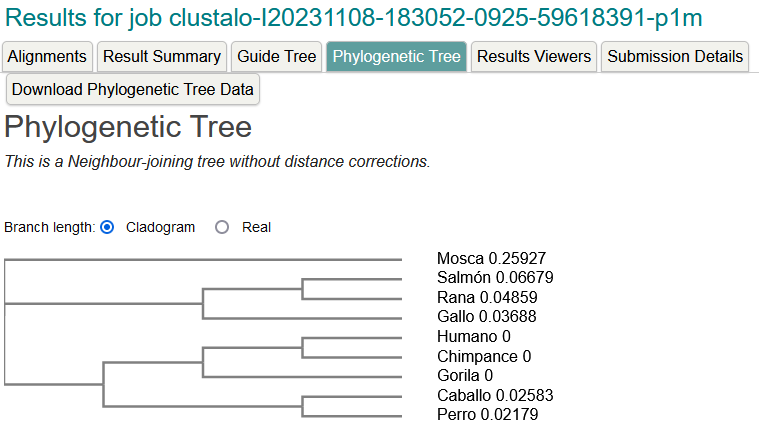 Results for job clustalo-I20231108-183052-0925-59618391-p1m
Alignments Result Summary Guide Tree Phylogenetic Tree Results Viewers Submission Details
Download Phylogenetic Tree Data
Phylogenetic Tree
This is a Neighbour-joining tree without distance corrections.
Branch length: Cladogram Real
Mosca 0.25927
Salmón 0.06679
Rana 0.04859
Gallo 0.03688
Humano 0
Chimpance 0
Gorila 0
Caballo 0.02583
Perro 0.02179